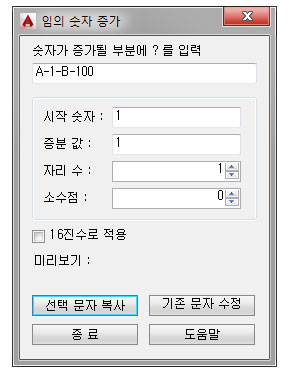 임의 숫자 증가
숫자가 증가될 부분에 ? 를 입력
A-1-B-100
시작 숫자 : 1
증분 값 : 1
자리 수 : 1
소수점 : 0
16진수로 적용
미리보기 :
선택 문자 복사 기존 문자 수정
종 료 도움말